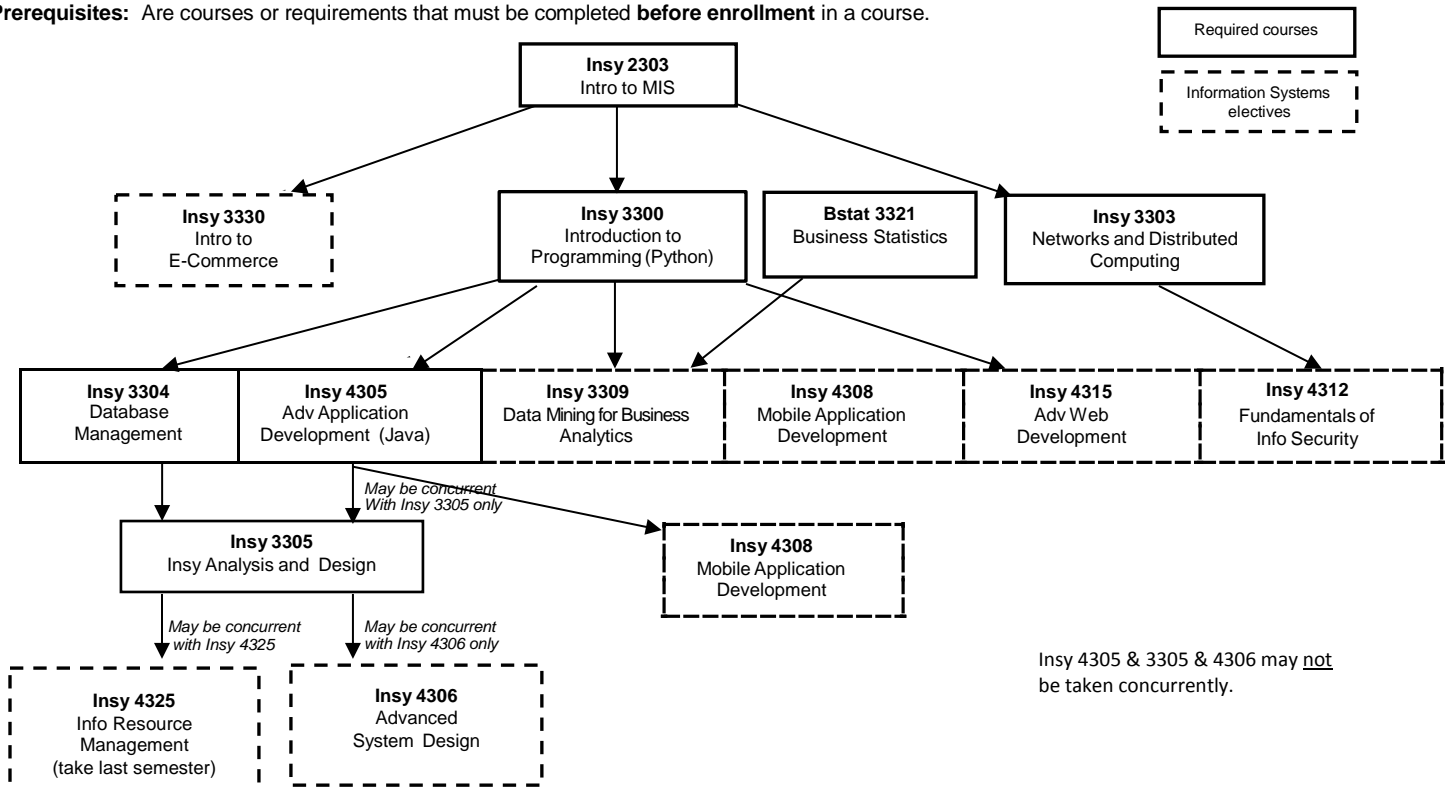 Prerequisites: Are courses or requirements that must be completed before enrollment in a course.
Required courses
Information Systems
electives
Insy 2303
Intro to MIS
Insy 3330
Intro to
E-Commerce
Insy 3300
Introduction to
Programming (Python)
Bstat 3321
Business Statistics
Insy 3303
Networks and Distributed
Computing
Insy 3304
Database
Management
Insy 4305
Adv Application
Development (Java)
Insy 3309
Data Mining for Business
Analytics
Insy 4308
Mobile Application
Development
Insy 4315
Adv Web
Development
Insy 4312
Fundamentals of
Info Security
May be concurrent
With Insy 3305 only
Insy 3305
Insy Analysis and Design
Insy 4308
Mobile Application
Development
May be concurrent
with Insy 4325
May be concurrent
with Insy 4306 only
Insy 4325
Info Resource
Management
(take last semester)
Insy 4306
Advanced
System Design
Insy 4305 & 3305 & 4306 may not
be taken concurrently.